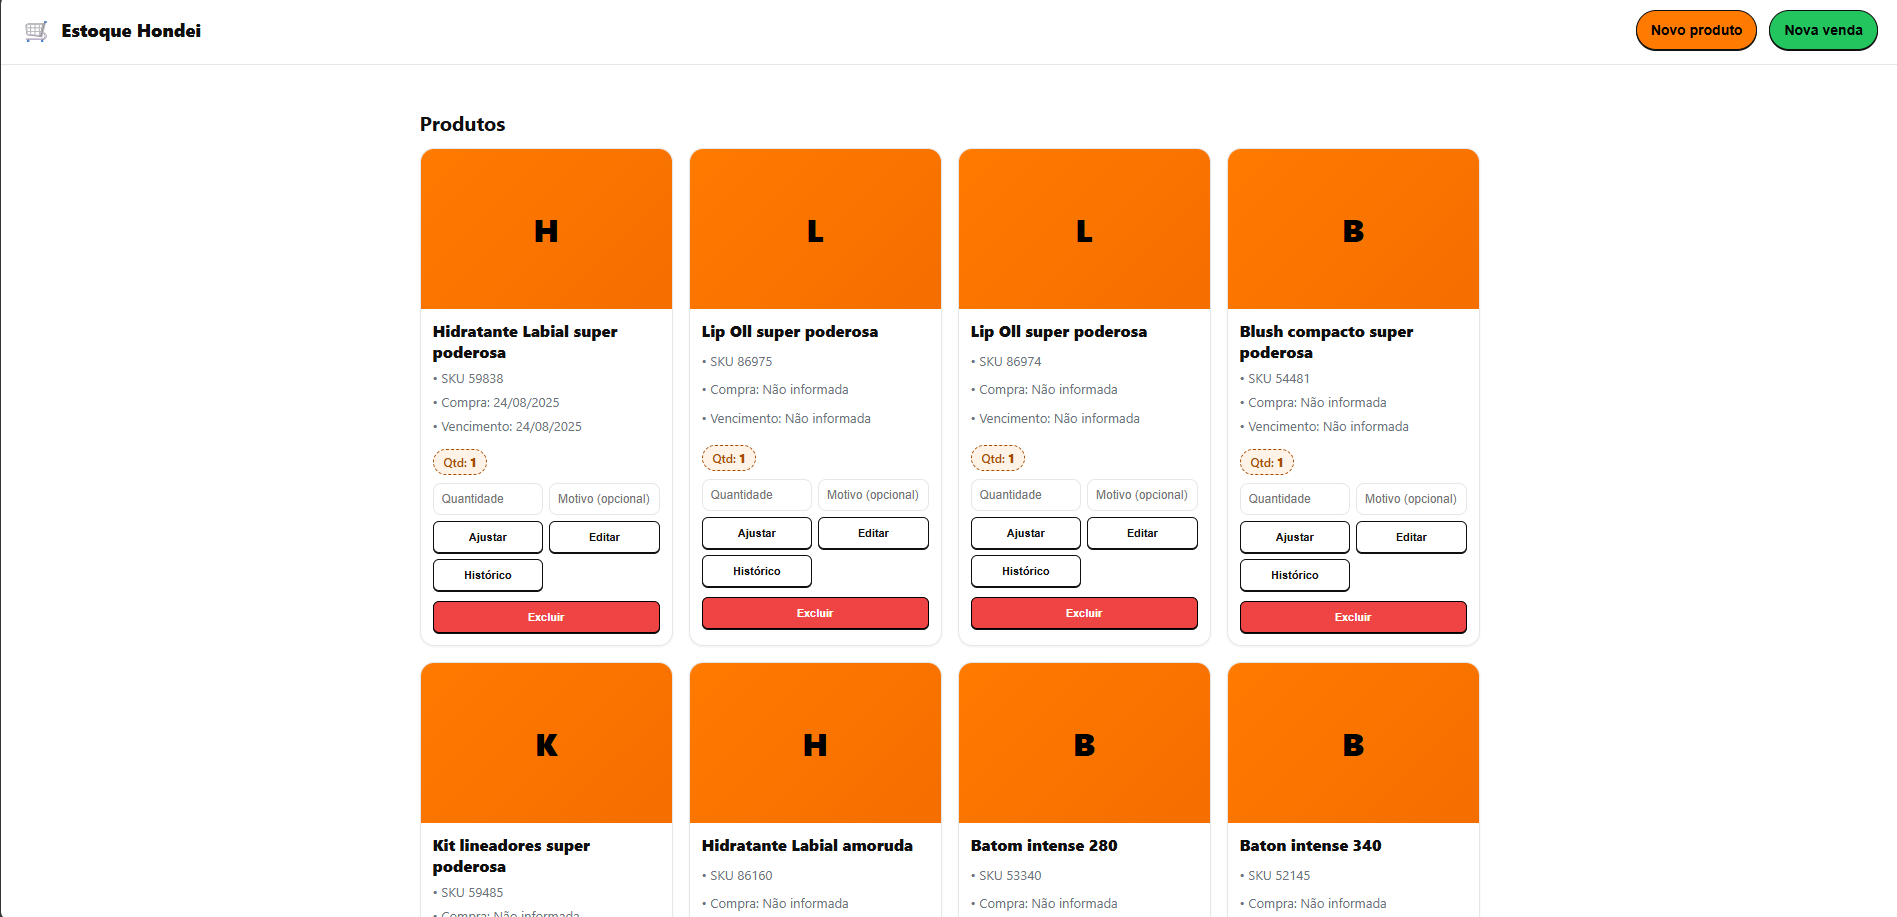 Estoque Hondei
Novo produto
Nova venda
Produtos
H
Hidratante Labial super
poderosa
• SKU 59838
• Compra: 24/08/2025
• Vencimento: 24/08/2025
Qtd: 1
Quantidade
Motivo (opcional)
Ajustar
Editar
Histórico
Excluir
L
Lip Oll super poderosa
• SKU 86975
• Compra: Não informada
• Vencimento: Não informada
Qtd: 1
Quantidade
Motivo (opcional)
Ajustar
Editar
Histórico
Excluir
L
Lip Oll super poderosa
• SKU 86974
• Compra: Não informada
• Vencimento: Não informada
Qtd: 1
Quantidade
Motivo (opcional)
Ajustar
Editar
Histórico
Excluir
B
Blush compacto super
poderosa
• SKU 54481
• Compra: Não informada
• Vencimento: Não informada
Qtd: 1
Quantidade
Motivo (opcional)
Ajustar
Editar
Histórico
Excluir
K
Kit lineadores super
poderosa
• SKU 59485
• Compra: Não informada
H
Hidratante Labial amoruda
• SKU 86160
• Compra: Não informada
B
Batom intense 280
• SKU 53340
• Compra: Não informada
B
Baton intense 340
• SKU 52145
• Compra: Não informada